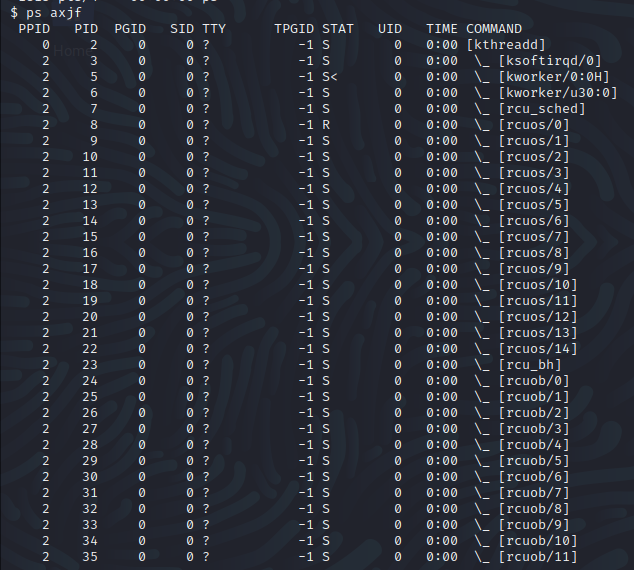 $ ps axjf
PPID PID PGID SID TTY TPGID STAT UID TIME COMMAND
0 2 0 0 ? -1 S 0 0:00 [kthreadd]
2 3 0 0 ? -1 S 0 0:00 \_ [ksoftirqd/0]
2 5 0 0 ? -1 S< 0 0:00 \_ [kworker/0:0H]
2 6 0 0 ? -1 S 0 0:00 \_ [kworker/u30:0]
2 7 0 0 ? -1 S 0 0:00 \_ [rcu_sched]
2 8 0 0 ? -1 R 0 0:00 \_ [rcuos/0]
2 9 0 0 ? -1 S 0 0:00 \_ [rcuos/1]
2 10 0 0 ? -1 S 0 0:00 \_ [rcuos/2]
2 11 0 0 ? -1 S 0 0:00 \_ [rcuos/3]
2 12 0 0 ? -1 S 0 0:00 \_ [rcuos/4]
2 13 0 0 ? -1 S 0 0:00 \_ [rcuos/5]
2 14 0 0 ? -1 S 0 0:00 \_ [rcuos/6]
2 15 0 0 ? -1 S 0 0:00 \_ [rcuos/7]
2 16 0 0 ? -1 S 0 0:00 \_ [rcuos/8]
2 17 0 0 ? -1 S 0 0:00 \_ [rcuos/9]
2 18 0 0 ? -1 S 0 0:00 \_ [rcuos/10]
2 19 0 0 ? -1 S 0 0:00 \_ [rcuos/11]
2 20 0 0 ? -1 S 0 0:00 \_ [rcuos/12]
2 21 0 0 ? -1 S 0 0:00 \_ [rcuos/13]
2 22 0 0 ? -1 S 0 0:00 \_ [rcuos/14]
2 23 0 0 ? -1 S 0 0:00 \_ [rcu_bh]
2 24 0 0 ? -1 S 0 0:00 \_ [rcuob/0]
2 25 0 0 ? -1 S 0 0:00 \_ [rcuob/1]
2 26 0 0 ? -1 S 0 0:00 \_ [rcuob/2]
2 27 0 0 ? -1 S 0 0:00 \_ [rcuob/3]
2 28 0 0 ? -1 S 0 0:00 \_ [rcuob/4]
2 29 0 0 ? -1 S 0 0:00 \_ [rcuob/5]
2 30 0 0 ? -1 S 0 0:00 \_ [rcuob/6]
2 31 0 0 ? -1 S 0 0:00 \_ [rcuob/7]
2 32 0 0 ? -1 S 0 0:00 \_ [rcuob/8]
2 33 0 0 ? -1 S 0 0:00 \_ [rcuob/9]
2 34 0 0 ? -1 S 0 0:00 \_ [rcuob/10]
2 35 0 0 ? -1 S 0 0:00 \_ [rcuob/11]
Home